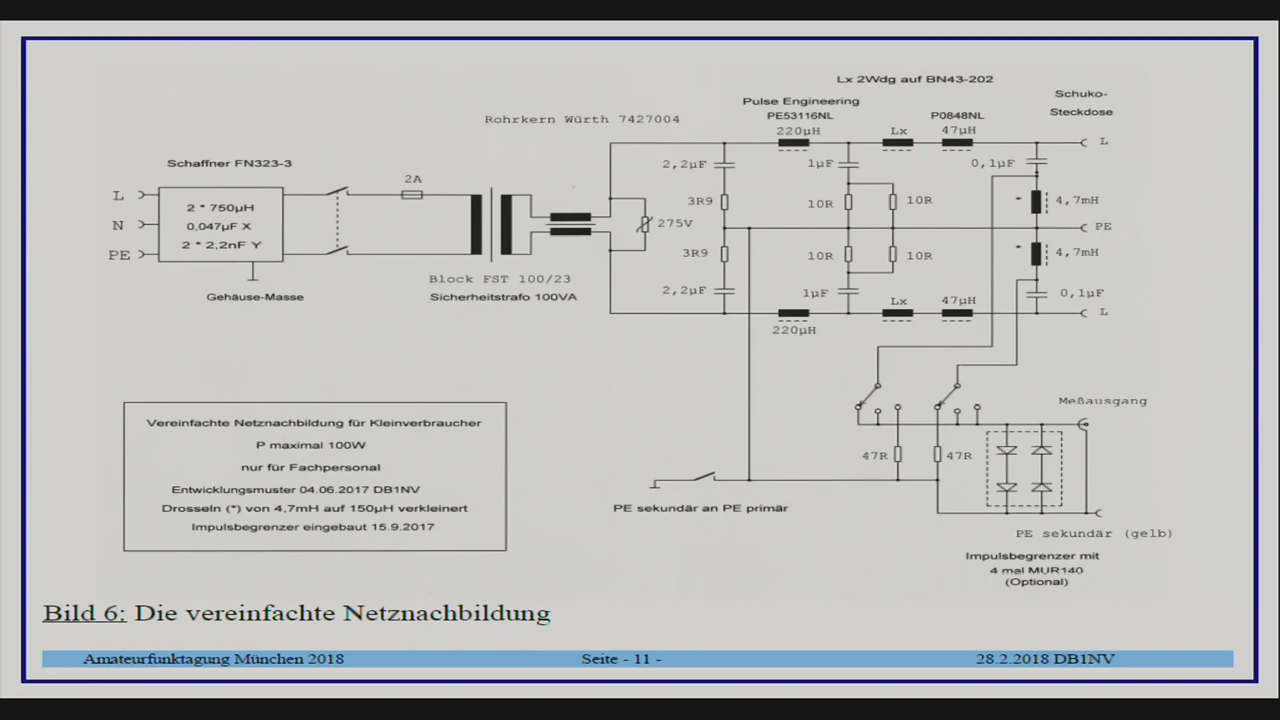 Lx 2Wdg auf BN43-202
Pulse Engineering
PE53116NL
P0848NL
Schuko-
Steckdose
Rohrkern Würth 7427004
220µH
Lx
47µH
L
Schaffner FN323-3
2,2µF
1µF
0,1µF
2A
L
2 * 750µH
3R9
10R
10R
4,7mH
N
0,047µF X
275V
PE
PE
2 * 2,2nF Y
3R9
10R
10R
4,7mH
Block FST 100/23
2,2µF
1µF
0,1µF
Gehäuse-Masse
Sicherheitstrafo 100VA
Lx
47µH
L
220µH
Meßausgang
Vereinfachte Netznachbildung für Kleinverbraucher
P maximal 100W
47R
47R
nur für Fachpersonal
Entwicklungsmuster 04.06.2017 DB1NV
Drosseln (*) von 4,7mH auf 150µH verkleinert
PE sekundär an PE primär
Impulsbegrenzer eingebaut 15.9.2017
PE sekundär (gelb)
Impulsbegrenzer mit
4 mal MUR140
(Optional)
Bild 6: Die vereinfachte Netznachbildung
Amateurfunktagung München 2018
Seite - 11 -
28.2.2018 DB1NV